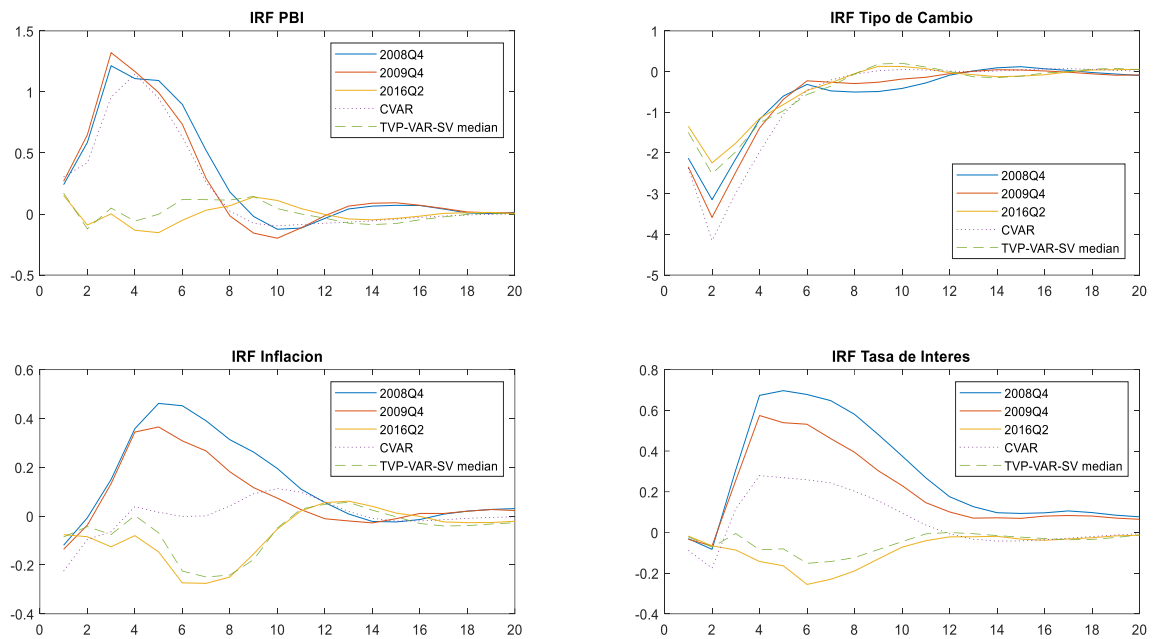 IRF PBI
1.5
1
0.5
0
-0.5
0 2 4 6 8 10 12 14 16 18 20
2008Q4
2009Q4
2016Q2
CVAR
TVP-VAR-SV median
IRF Tipo de Cambio
1
0
-1
-2
-3
-4
-5
0 2 4 6 8 10 12 14 16 18 20
2008Q4
2009Q4
2016Q2
CVAR
TVP-VAR-SV median
IRF Inflacion
0.6
0.4
0.2
0
-0.2
-0.4
0 2 4 6 8 10 12 14 16 18 20
2008Q4
2009Q4
2016Q2
CVAR
TVP-VAR-SV median
IRF Tasa de Interes
0.8
0.6
0.4
0.2
0
-0.2
-0.4
0 2 4 6 8 10 12 14 16 18 20
2008Q4
2009Q4
2016Q2
CVAR
TVP-VAR-SV median